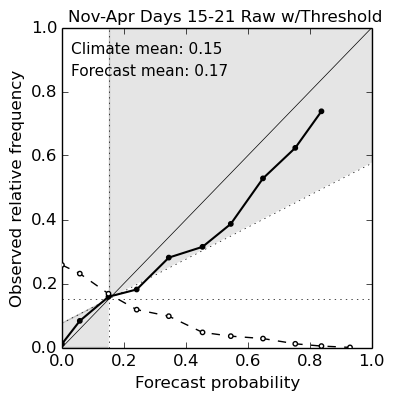 Nov-Apr Days 15-21 Raw w/Threshold
Climate mean: 0.15
Forecast mean: 0.17
Observed relative frequency
1.0
0.8
0.6
0.4
0.2
0.0
0.0 0.2 0.4 0.6 0.8 1.0
Forecast probability